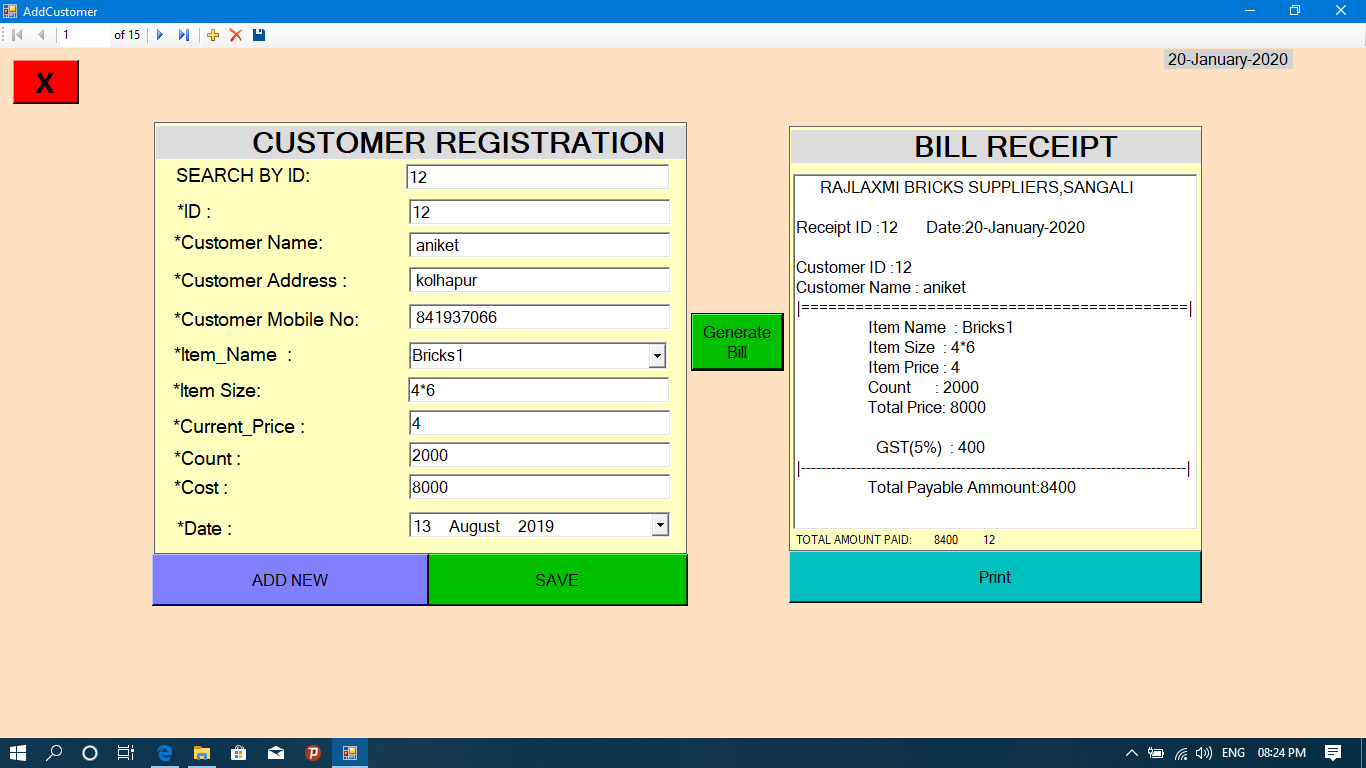 AddCustomer
1 of 15
20-January-2020
X
CUSTOMER REGISTRATION
SEARCH BY ID: 12
*ID : 12
*Customer Name: aniket
*Customer Address : kolhapur
*Customer Mobile No: 841937066
*Item_Name : Bricks1
*Item Size: 4*6
*Current_Price : 4
*Count : 2000
*Cost : 8000
*Date : 13 August 2019
ADD NEW SAVE
Generate
Bill
BILL RECEIPT
RAJLAXMI BRICKS SUPPLIERS,SANGALI
Receipt ID :12 Date:20-January-2020
Customer ID :12
Customer Name : aniket
|==========================================|
Item Name : Bricks1
Item Size : 4*6
Item Price : 4
Count : 2000
Total Price: 8000
GST(5%) : 400
|-----------------------------------------------------------------------------|
Total Payable Ammount:8400
TOTAL AMOUNT PAID: 8400 12
Print
ENG 08:24 PM